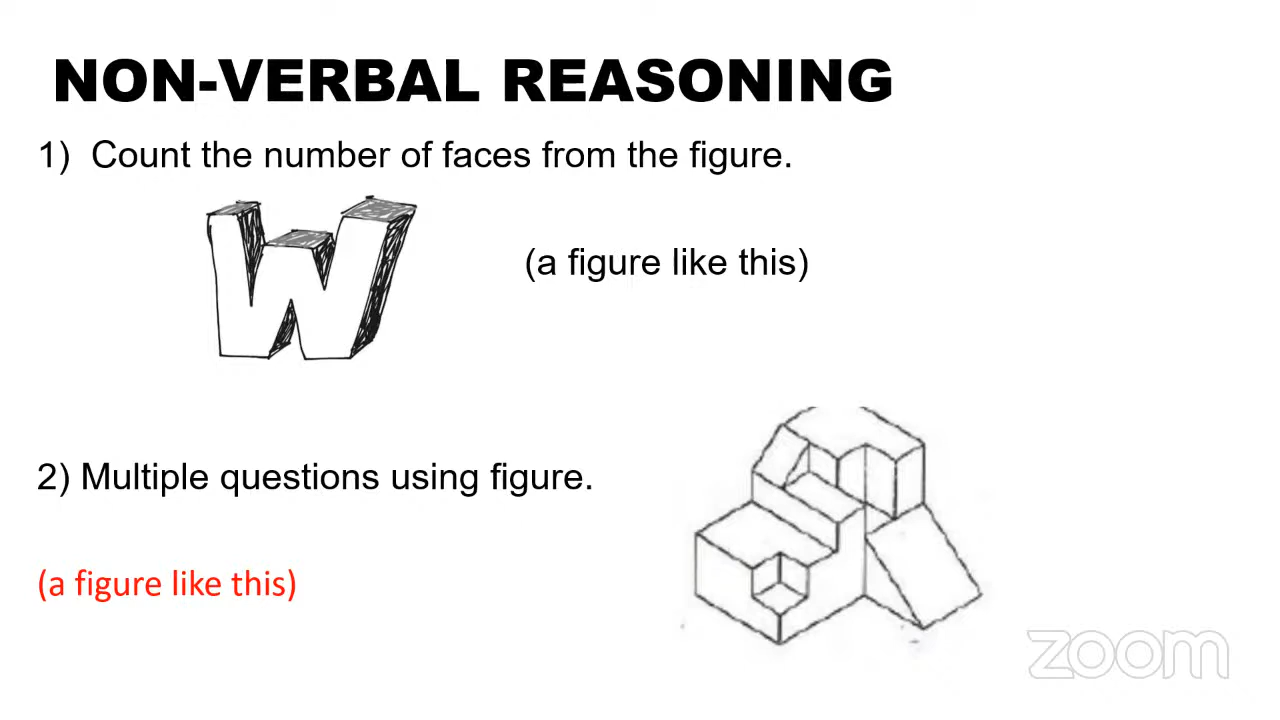 NON-VERBAL REASONING
1) Count the number of faces from the figure.
W
(a figure like this)
2) Multiple questions using figure.
(a figure like this)
zoom